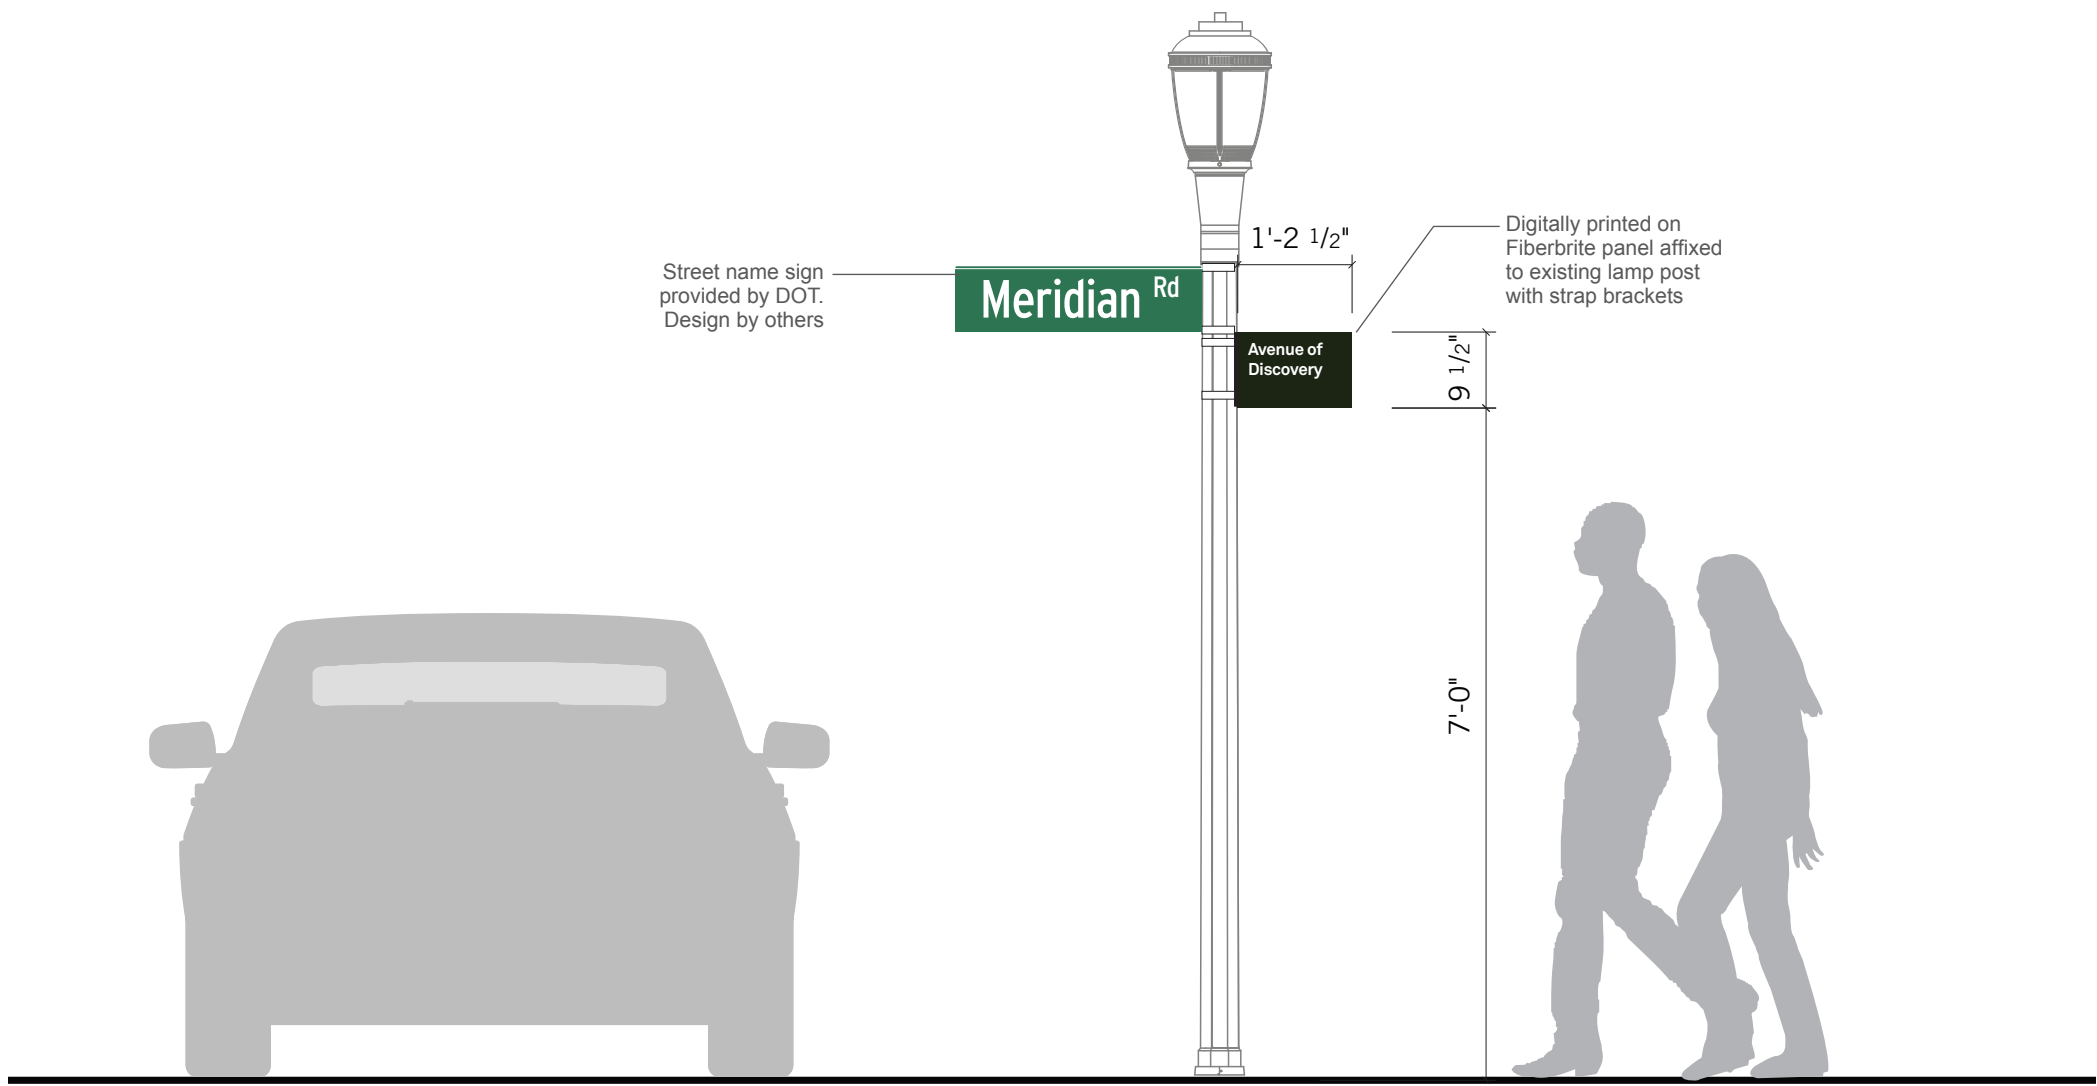 Digitally printed on
Fiberbrite panel affixed
to existing lamp post
with strap brackets
1'-2 1/2"
Street name sign
provided by DOT.
Design by others
Meridian Rd
Avenue of
Discovery
9 1/2"
7'-0"